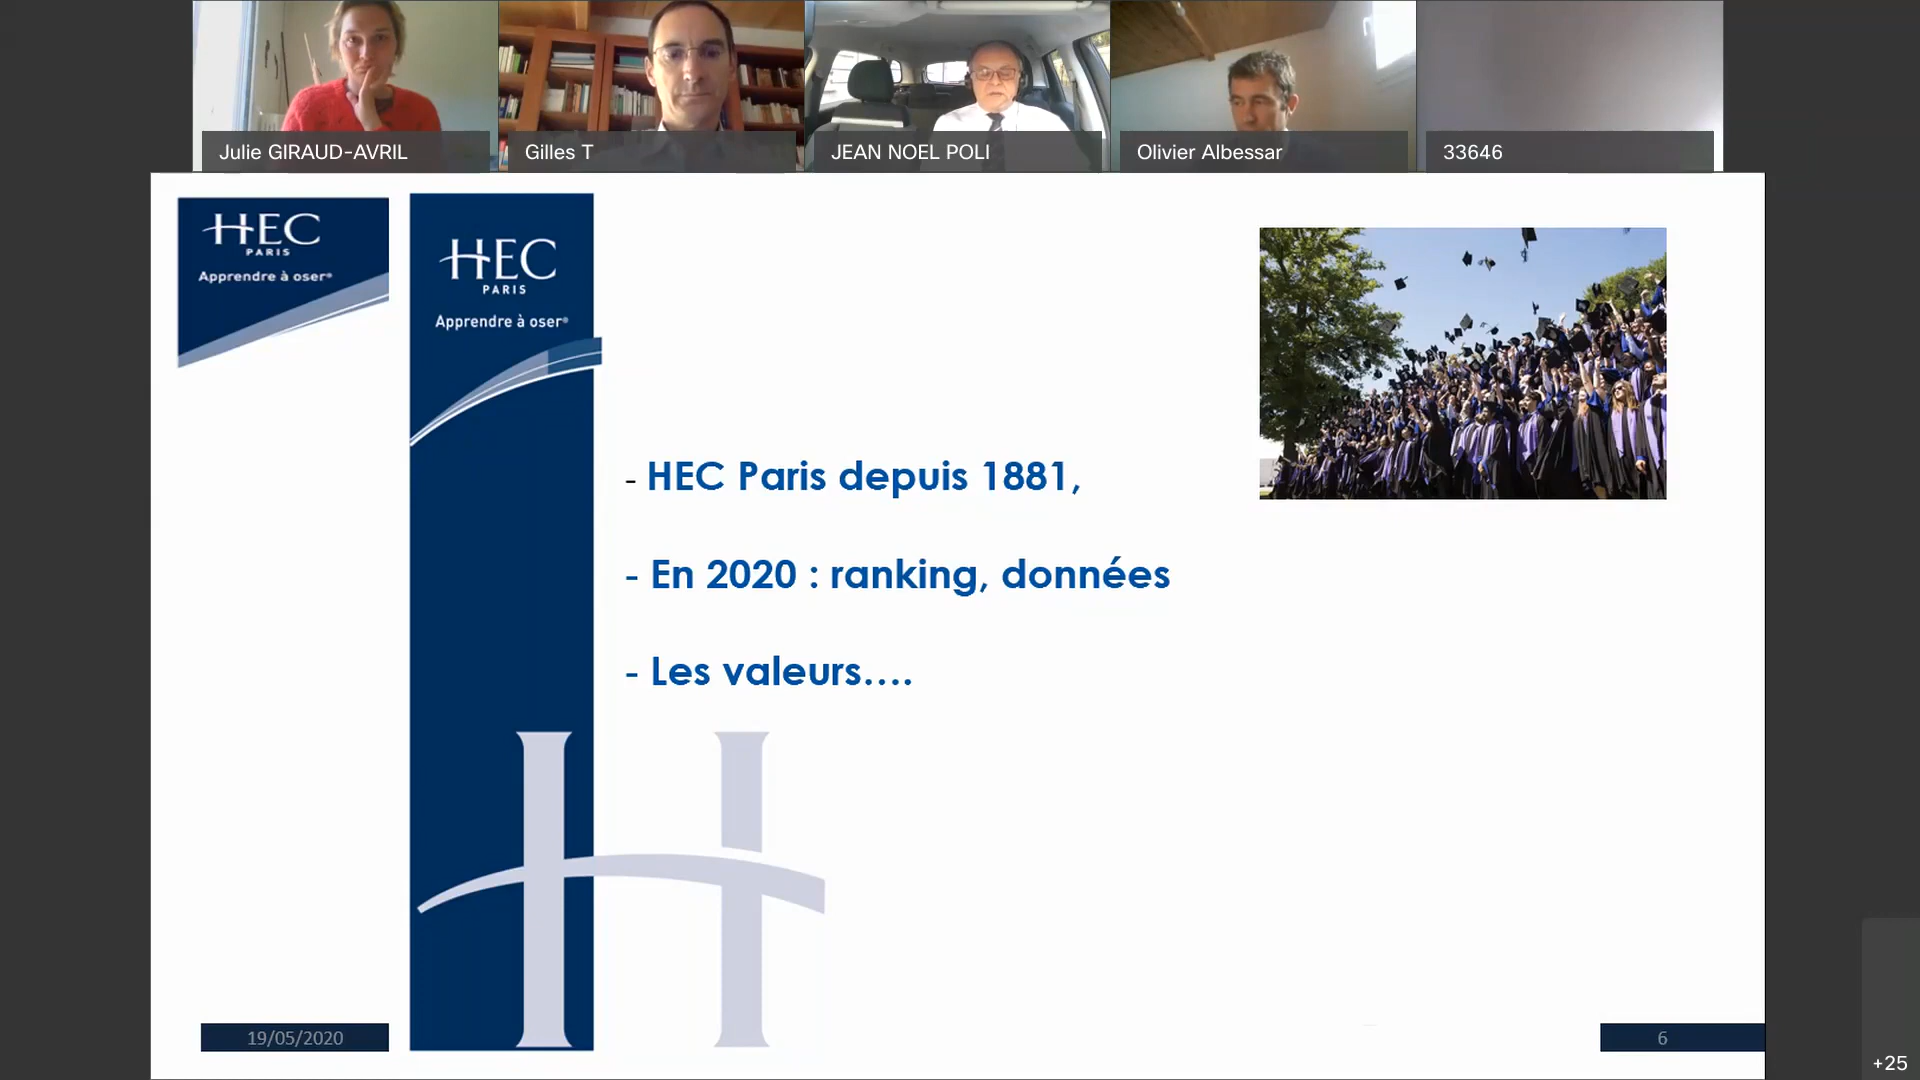 Julie GIRAUD-AVRIL
Gilles T
JEAN NOEL POLI
Olivier Albessar
33646
HEC
PARIS
Apprendre à oser®
HEC
PARIS
Apprendre à oser®
- HEC Paris depuis 1881,
- En 2020 : ranking, données
- Les valeurs....
19/05/2020
6
+25